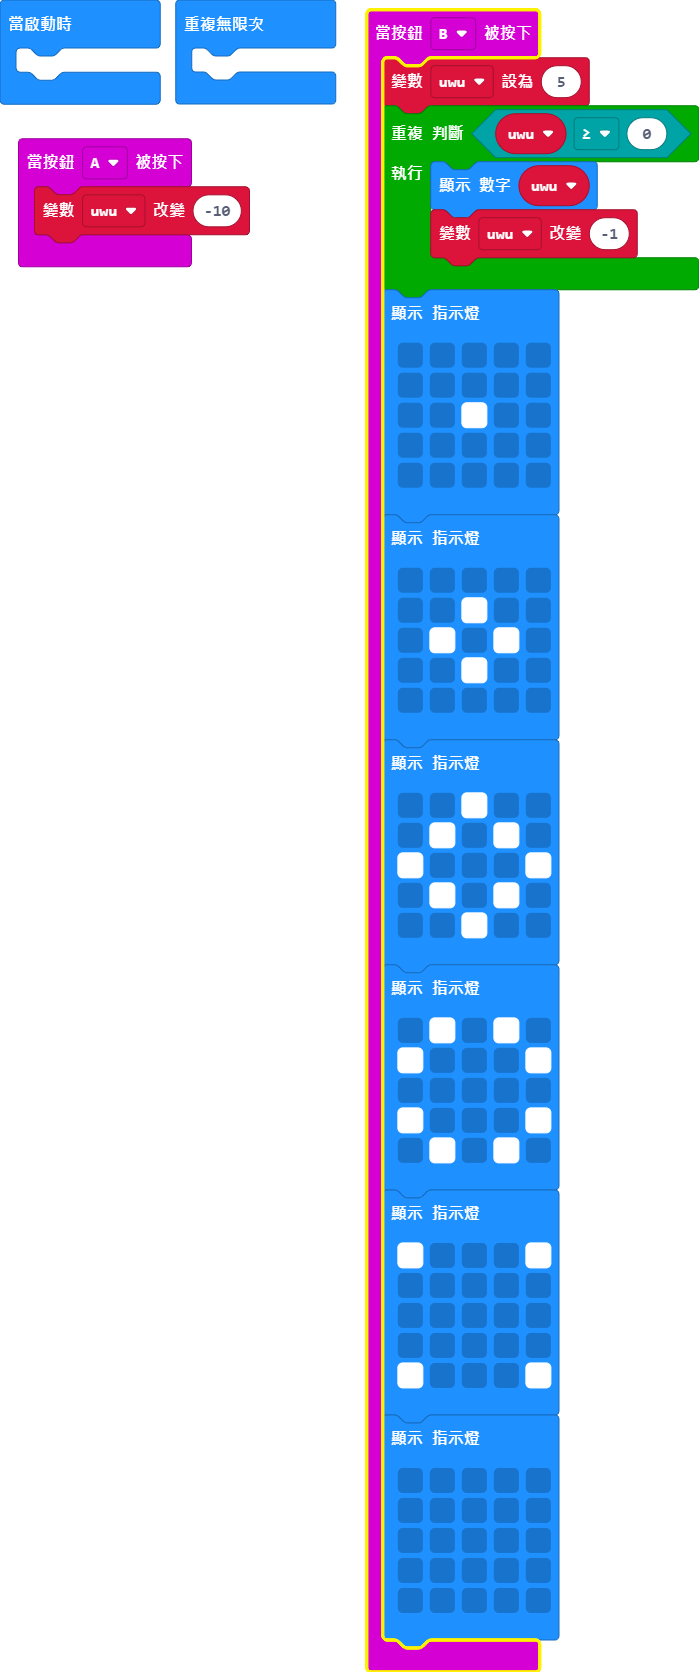 當啟動時
重複無限次
當按鈕 A 被按下
變數 uwu 改變 -10
當按鈕 B 被按下
變數 uwu 設為 5
重複 判斷 uwu ≥ 0
執行
顯示 數字 uwu
變數 uwu 改變 -1
顯示 指示燈
顯示 指示燈
顯示 指示燈
顯示 指示燈
顯示 指示燈
顯示 指示燈